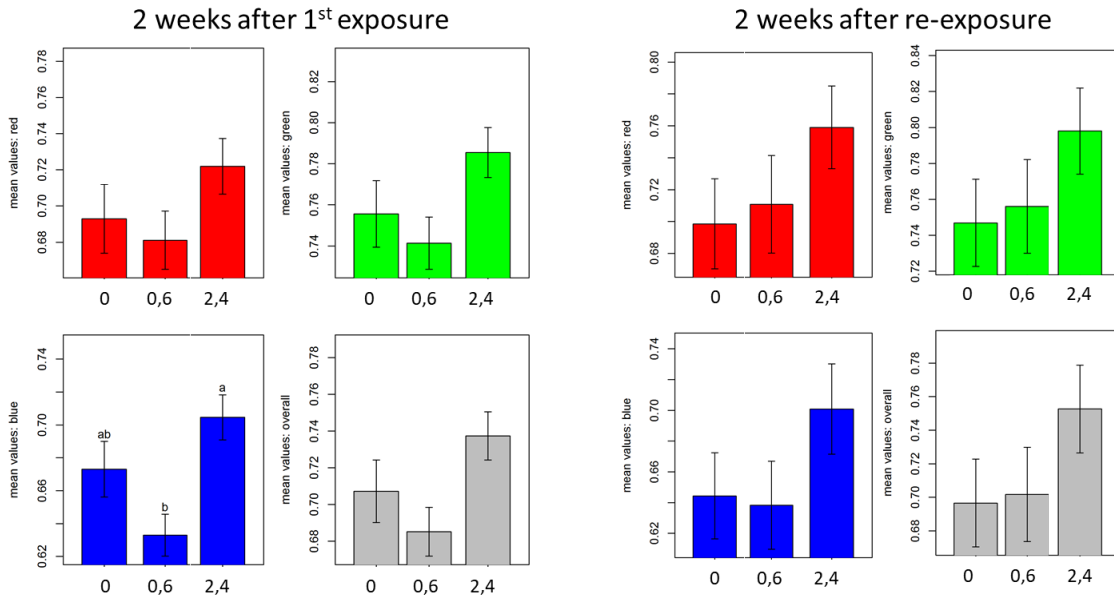 2 weeks after 1st exposure
mean values: red
0.68 0.70 0.72 0.74 0.76 0.78
0 0,6 2,4
mean values: green
0.74 0.76 0.78 0.80 0.82
0 0,6 2,4
mean values: blue
0.62 0.66 0.70 0.74
ab b a
0 0,6 2,4
mean values: overall
0.68 0.70 0.72 0.74 0.76 0.78
0 0,6 2,4
2 weeks after re-exposure
mean values: red
0.68 0.72 0.76 0.80
0 0,6 2,4
mean values: green
0.72 0.74 0.76 0.78 0.80 0.82 0.84
0 0,6 2,4
mean values: blue
0.62 0.66 0.70 0.74
0 0,6 2,4
mean values: overall
0.68 0.70 0.72 0.74 0.76 0.78
0 0,6 2,4